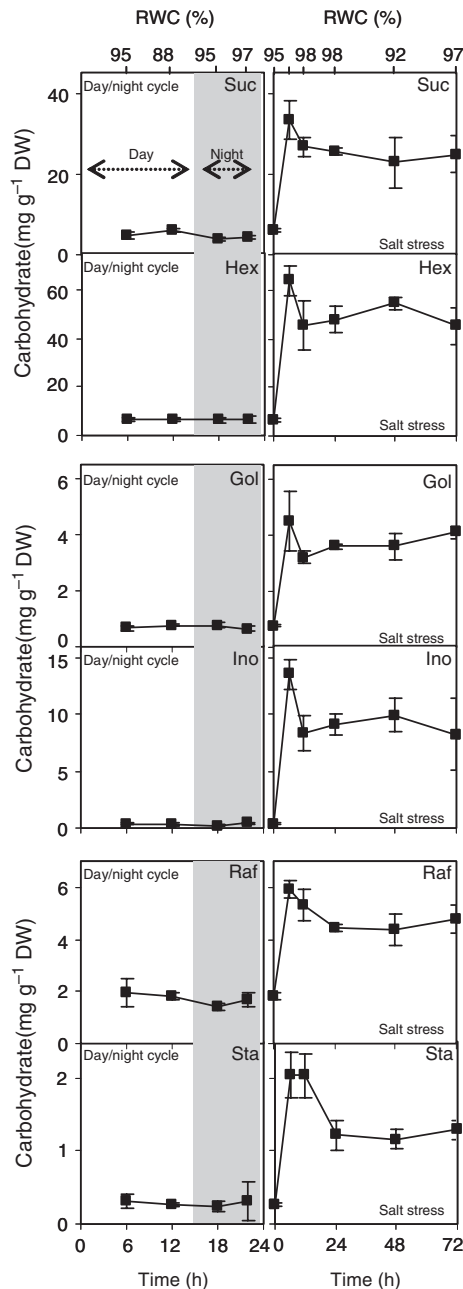 RWC (%) RWC (%)
95 88 95 97 95 98 98 92 97
Day/night cycle Suc Suc
40
Day Night
20
0 Salt stress
Day/night cycle Hex Hex
60
40
20
0 Salt stress
Carbohydrate(mg g⁻¹ DW)
6
Day/night cycle Gol Gol
4
2
0 Salt stress
15
Day/night cycle Ino Ino
10
5
0 Salt stress
Carbohydrate(mg g⁻¹ DW)
Day/night cycle Raf Raf
6
4
2
0 Salt stress
Day/night cycle Sta Sta
2
1
0 Salt stress
Carbohydrate(mg g⁻¹ DW)
0 6 12 18 24 0 24 48 72
Time (h) Time (h)